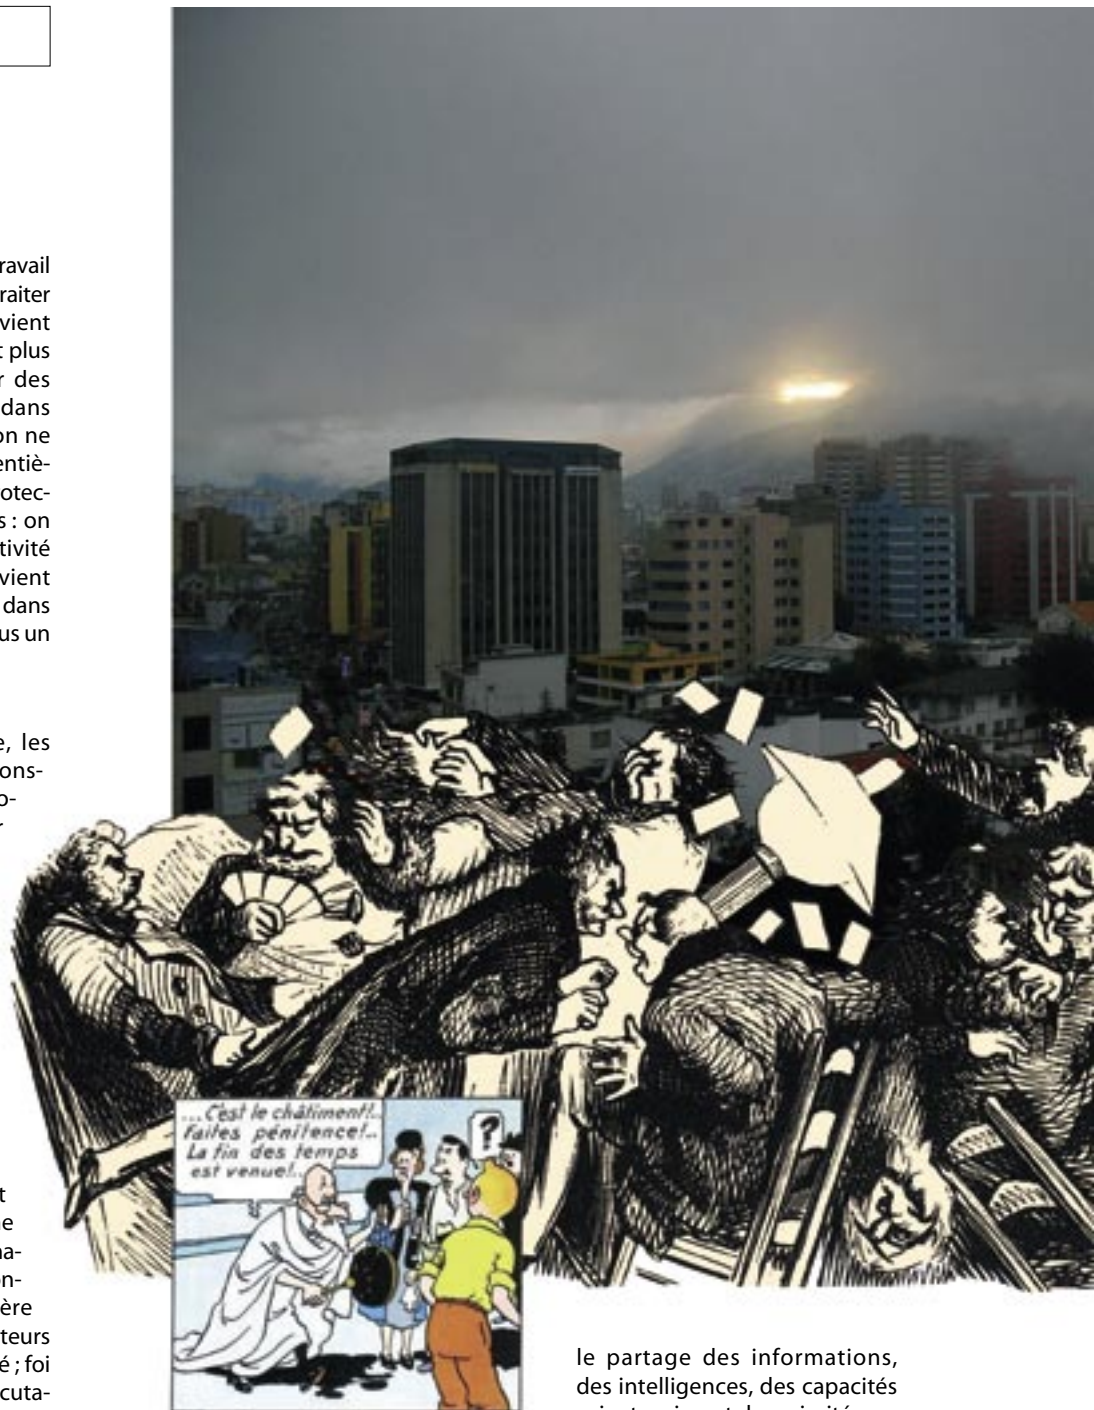 ravail
raiter
vient
t plus
r des
dans
on ne
entiè-
otec-
s : on
tivité
vient
dans
us un
e, les
ons-
o-
r
t
ne
na-
on-
ère
teurs
é ; foi
cuta-
...C'est le châtiment!..
Faites pénitence!..
La fin des temps
est venue!...
?
le partage des informations,
des intelligences, des capacités